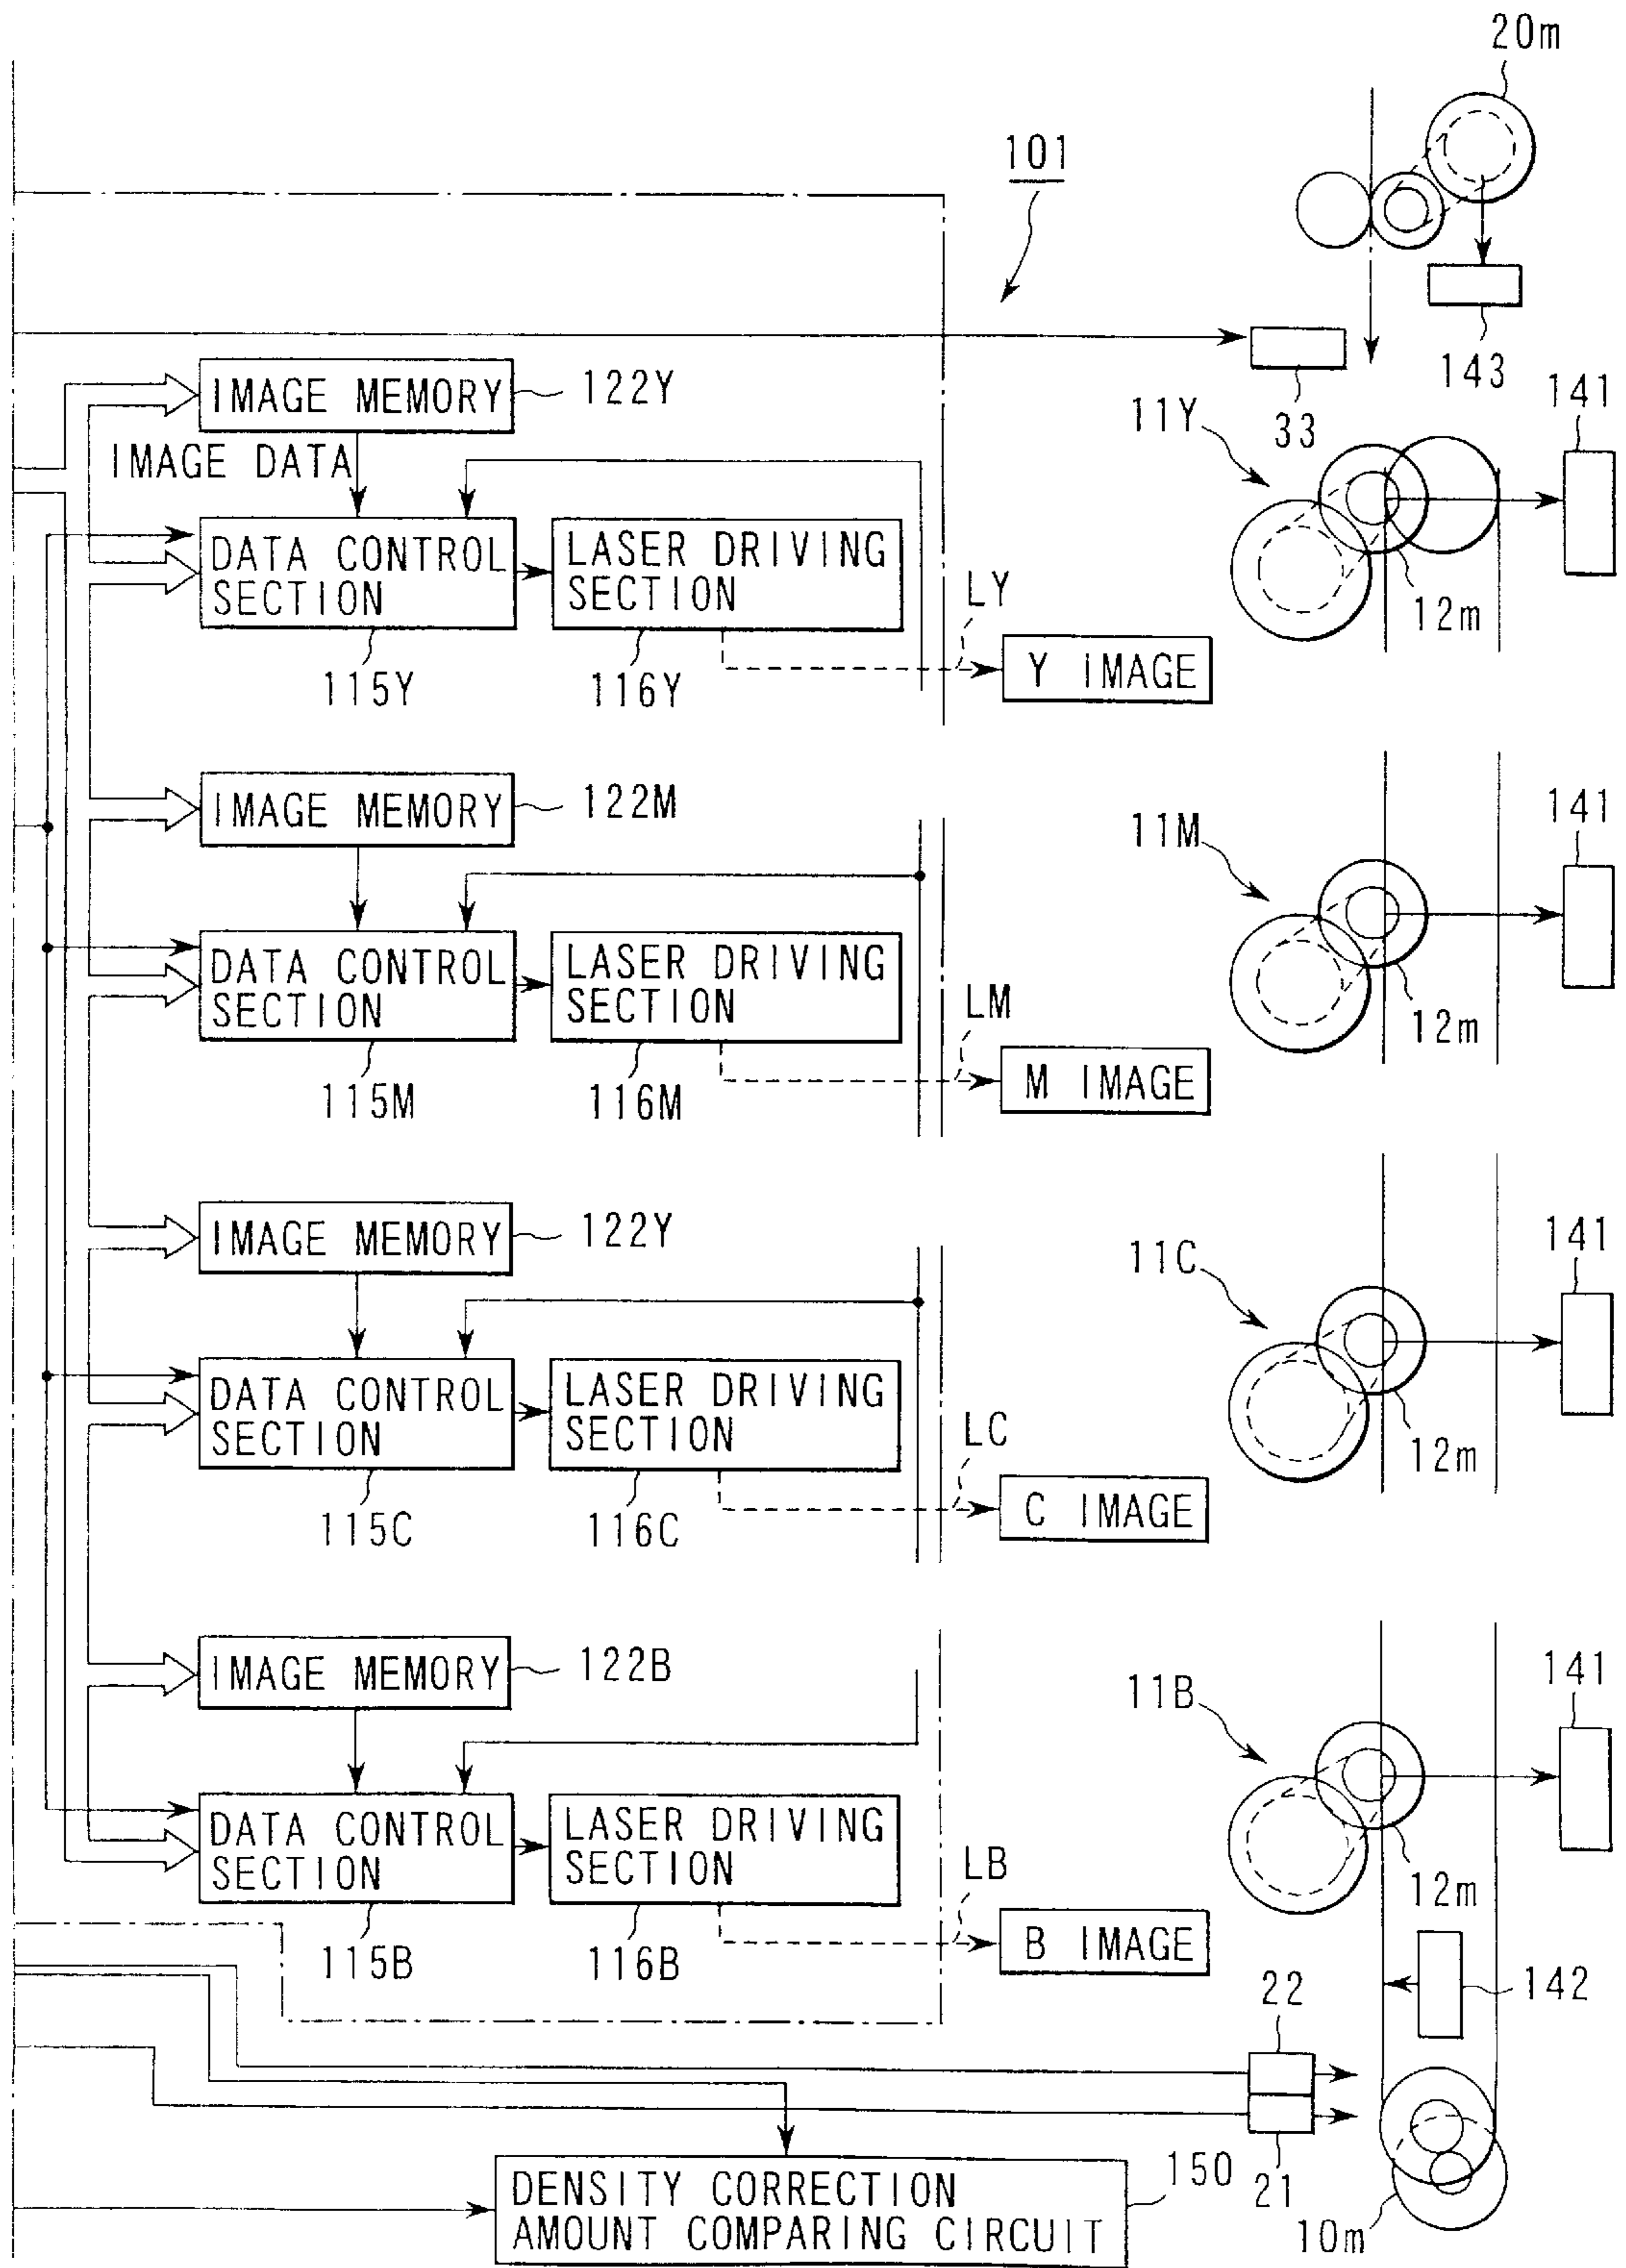 20m
101
143
33
IMAGE MEMORY
122Y
11Y
141
IMAGE DATA
DATA CONTROL
SECTION
LASER DRIVING
SECTION
LY
12m
115Y
116Y
Y IMAGE
IMAGE MEMORY
122M
11M
141
DATA CONTROL
SECTION
LASER DRIVING
SECTION
LM
12m
115M
116M
M IMAGE
IMAGE MEMORY
122Y
11C
141
DATA CONTROL
SECTION
LASER DRIVING
SECTION
LC
12m
115C
116C
C IMAGE
IMAGE MEMORY
122B
11B
141
DATA CONTROL
SECTION
LASER DRIVING
SECTION
LB
12m
115B
116B
B IMAGE
142
22
21
10m
DENSITY CORRECTION
AMOUNT COMPARING CIRCUIT
150